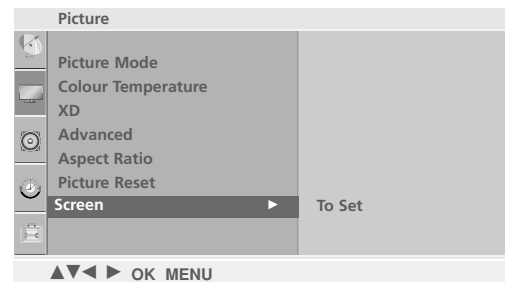 Picture
Picture Mode
Colour Temperature
XD
Advanced
Aspect Ratio
Picture Reset
Screen ► To Set
▲▼◄ ► OK MENU